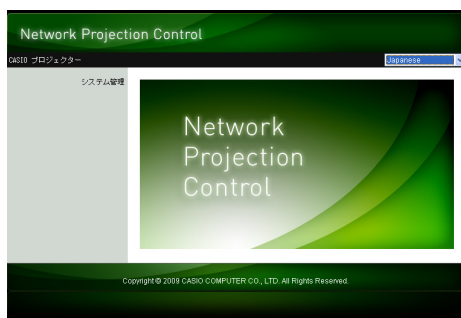 Network Projection Control
CASIO プロジェクター
Japanese
システム管理
Network
Projection
Control
Copyright © 2009 CASIO COMPUTER CO., LTD. All Rights Reserved.